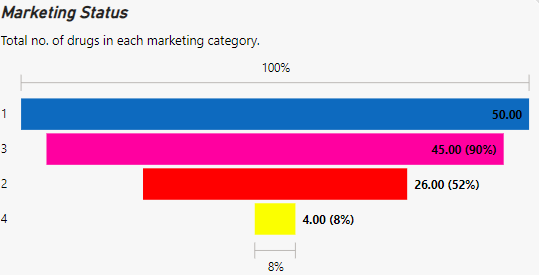 Marketing Status
Total no. of drugs in each marketing category.
100%
1 50.00
3 45.00 (90%)
2 26.00 (52%)
4 4.00 (8%)
8%